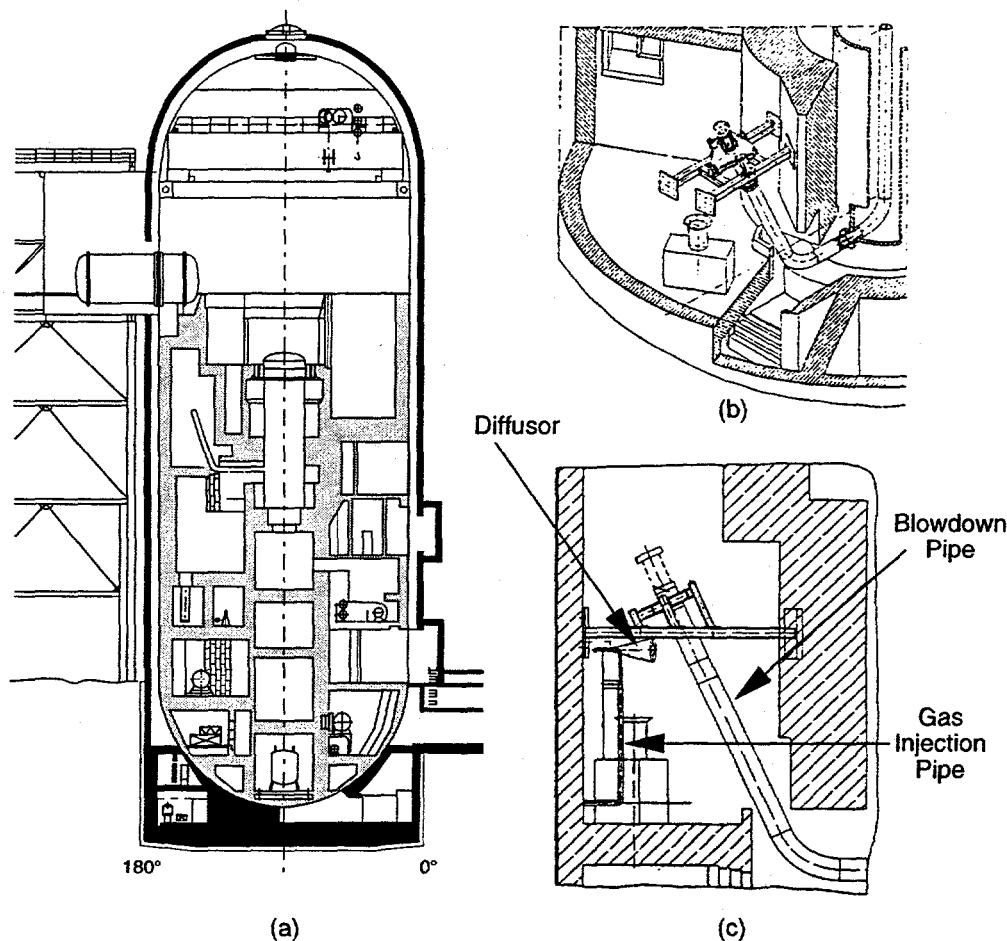 (b)
Diffusor
Blowdown
Pipe
Gas
Injection
Pipe
180°
0°
(a)
(c)